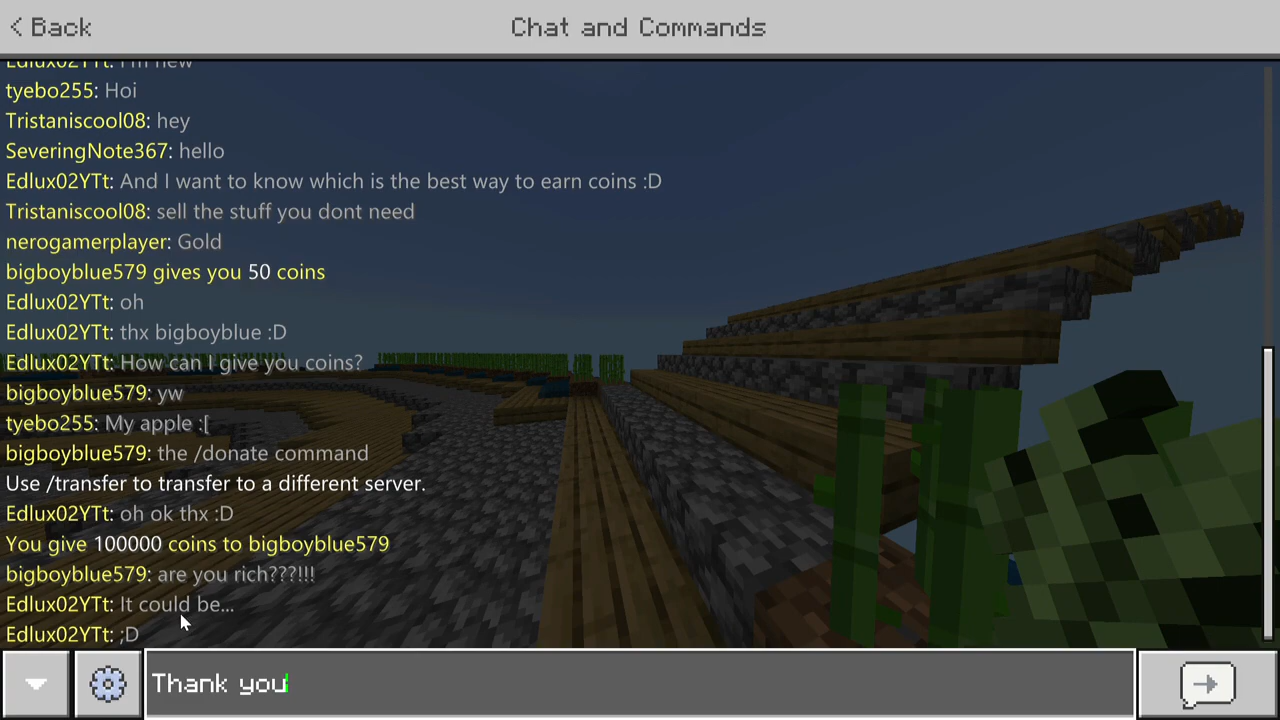 < Back
Chat and Commands
Edlux02YTt: I'm new
tyebo255: Hoi
Tristaniscool08: hey
SeveringNote367: hello
Edlux02YTt: And I want to know which is the best way to earn coins :D
Tristaniscool08: sell the stuff you dont need
nerogamerplayer: Gold
bigboyblue579 gives you 50 coins
Edlux02YTt: oh
Edlux02YTt: thx bigboyblue :D
Edlux02YTt: How can I give you coins?
bigboyblue579: yw
tyebo255: My apple :[
bigboyblue579: the /donate command
Use /transfer to transfer to a different server.
Edlux02YTt: oh ok thx :D
You give 100000 coins to bigboyblue579
bigboyblue579: are you rich???!!!
Edlux02YTt: It could be...
Edlux02YTt: ;D
Thank you